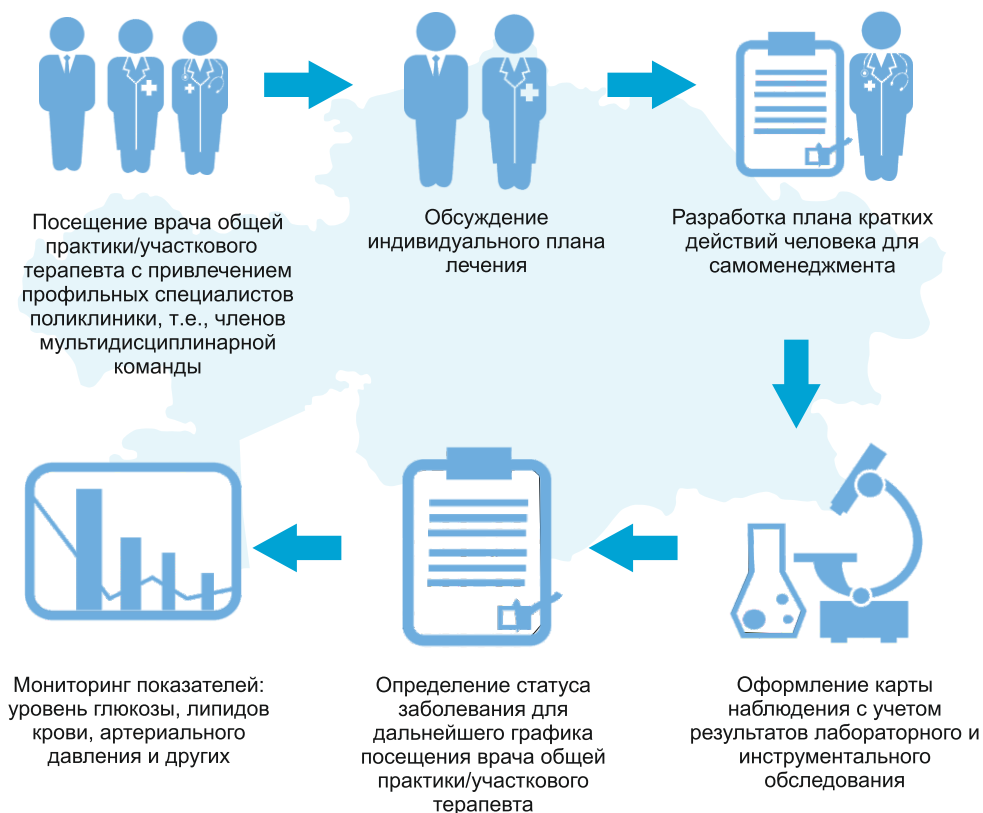 Посещение врача общей
практики/участкового
терапевта с привлечением
профильных специалистов
поликлиники, т.е., членов
мультидисциплинарной
команды
Обсуждение
индивидуального плана
лечения
Разработка плана кратких
действий человека для
самоменеджмента
Оформление карты
наблюдения с учетом
результатов лабораторного и
инструментального
обследования
Определение статуса
заболевания для
дальнейшего графика
посещения врача общей
практики/участкового
терапевта
Мониторинг показателей:
уровень глюкозы, липидов
крови, артериального
давления и других